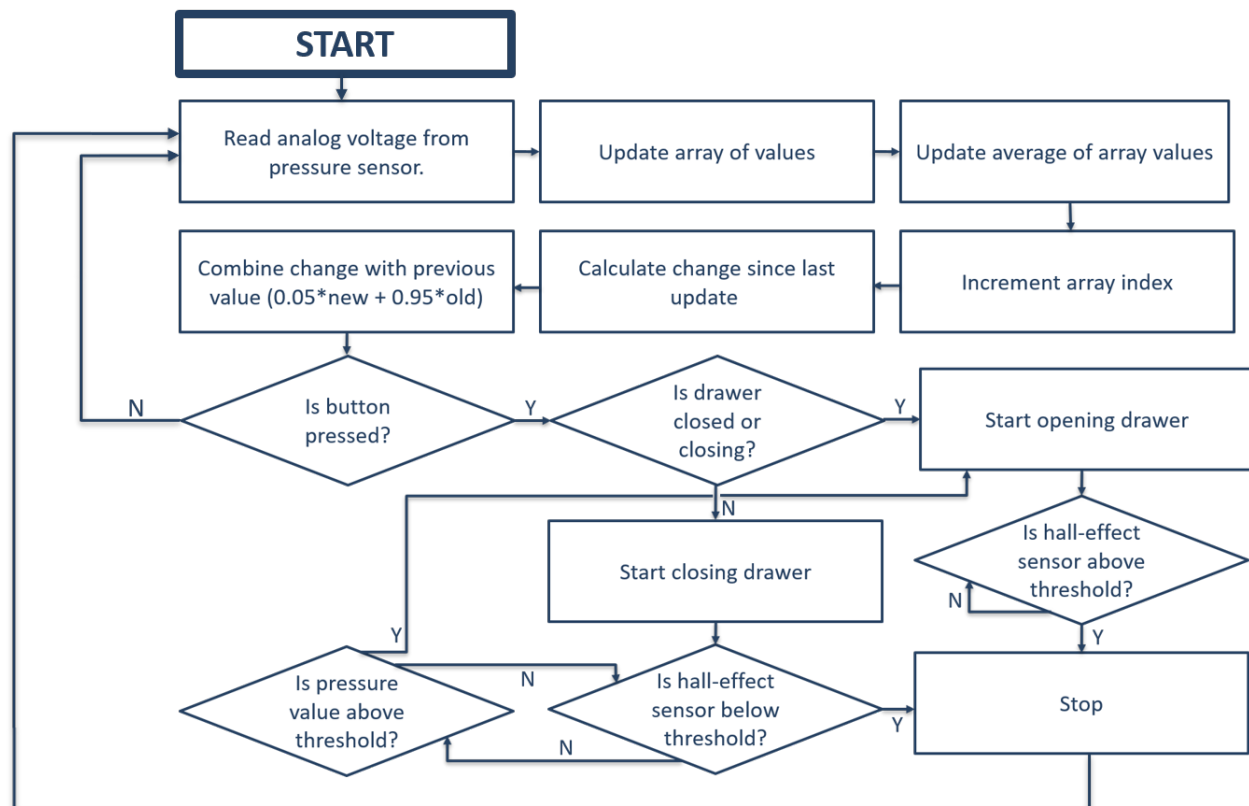 START
Read analog voltage from
pressure sensor.
Update array of values
Update average of array values
Combine change with previous
value (0.05*new + 0.95*old)
Calculate change since last
update
Increment array index
N
Is button
pressed?
Y
Is drawer
closed or
closing?
Y
Start opening drawer
N
Start closing drawer
Is hall-effect
sensor above
threshold?
N
Y
Y
Is pressure
value above
threshold?
N
N
Is hall-effect
sensor below
threshold?
Y
Stop